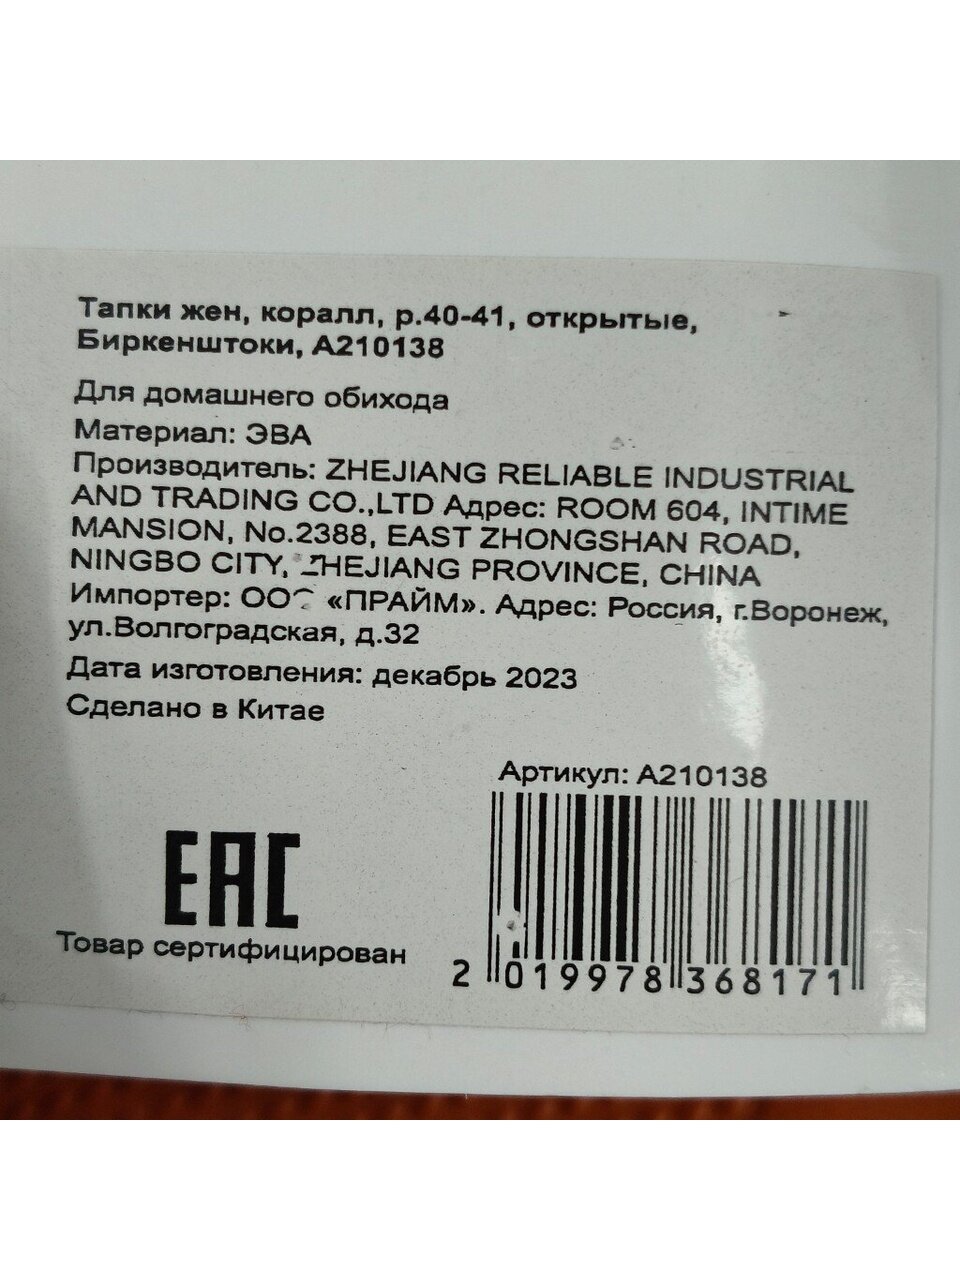 Тапки жен, коралл, р.40-41, открытые,
Биркенштоки, А210138
Для домашнего обихода
Материал: ЭВА
Производитель: ZHEJIANG RELIABLE INDUSTRIAL
AND TRADING CO.,LTD Адрес: ROOM 604, INTIME
MANSION, No.2388, EAST ZHONGSHAN ROAD,
NINGBO CITY, ZHEJIANG PROVINCE, CHINA
Импортер: ООО «ПРАЙМ». Адрес: Россия, г.Воронеж,
ул.Волгоградская, д.32
Дата изготовления: декабрь 2023
Сделано в Китае
Артикул: А210138
EAC
Товар сертифицирован
2 019978 368171